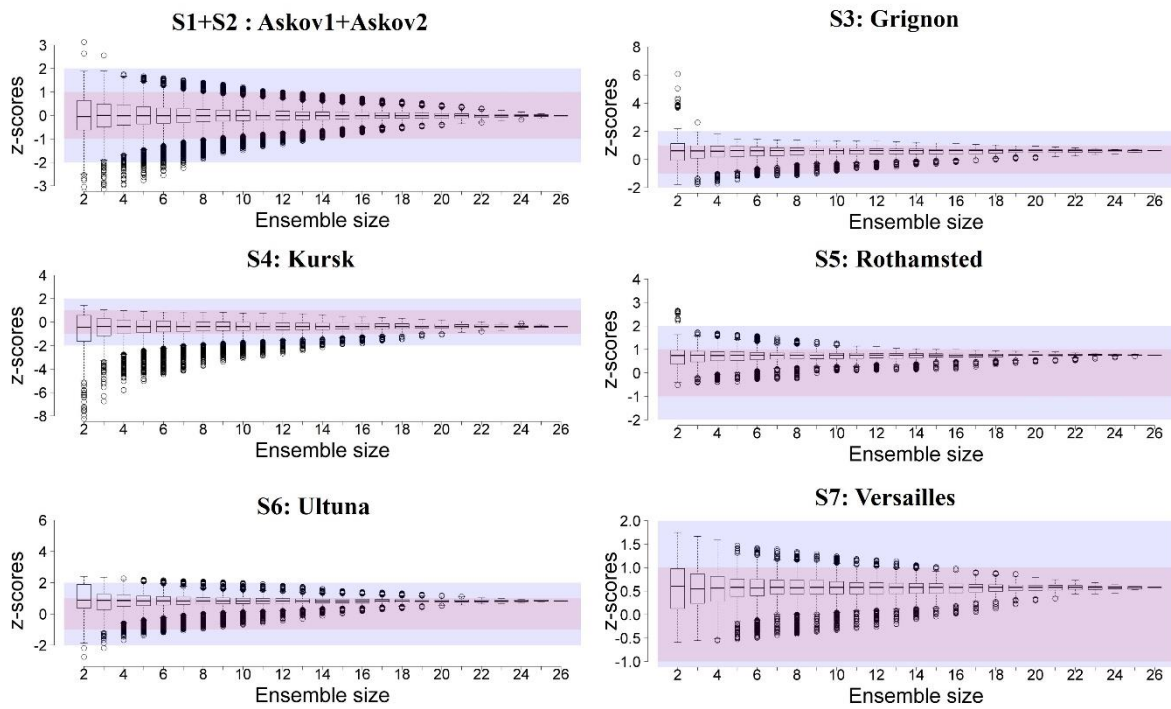 S1+S2 : Askov1+Askov2
3
2
1
0
-1
-2
-3
z-scores
2 4 6 8 10 12 14 16 18 20 22 24 26
Ensemble size
S3: Grignon
8
6
4
2
0
-2
z-scores
2 4 6 8 10 12 14 16 18 20 22 24 26
Ensemble size
S4: Kursk
4
2
0
-2
-4
-6
-8
z-scores
2 4 6 8 10 12 14 16 18 20 22 24 26
Ensemble size
S5: Rothamsted
4
3
2
1
0
-1
-2
z-scores
2 4 6 8 10 12 14 16 18 20 22 24 26
Ensemble size
S6: Ultuna
6
4
2
0
-2
z-scores
2 4 6 8 10 12 14 16 18 20 22 24 26
Ensemble size
S7: Versailles
2.0
1.5
1.0
0.5
0.0
-0.5
-1.0
z-scores
2 4 6 8 10 12 14 16 18 20 22 24 26
Ensemble size